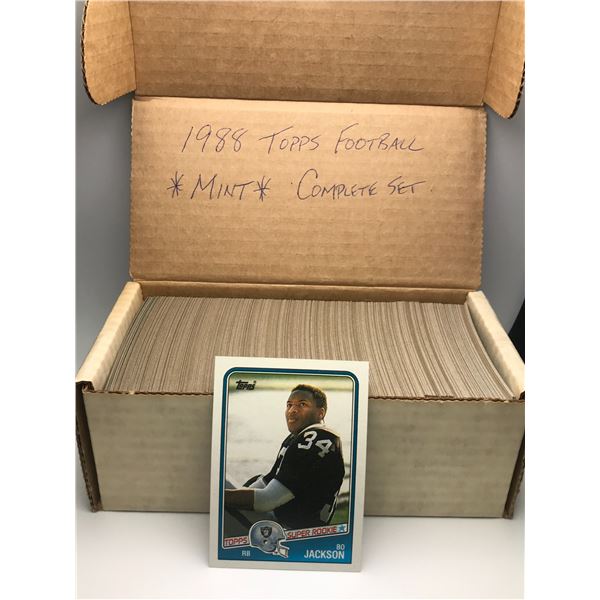 1988 TOPPS FOOTBALL
*MINT* COMPLETE SET.
Topps
34
TOPPS SUPER ROOKIE
RB BO
JACKSON